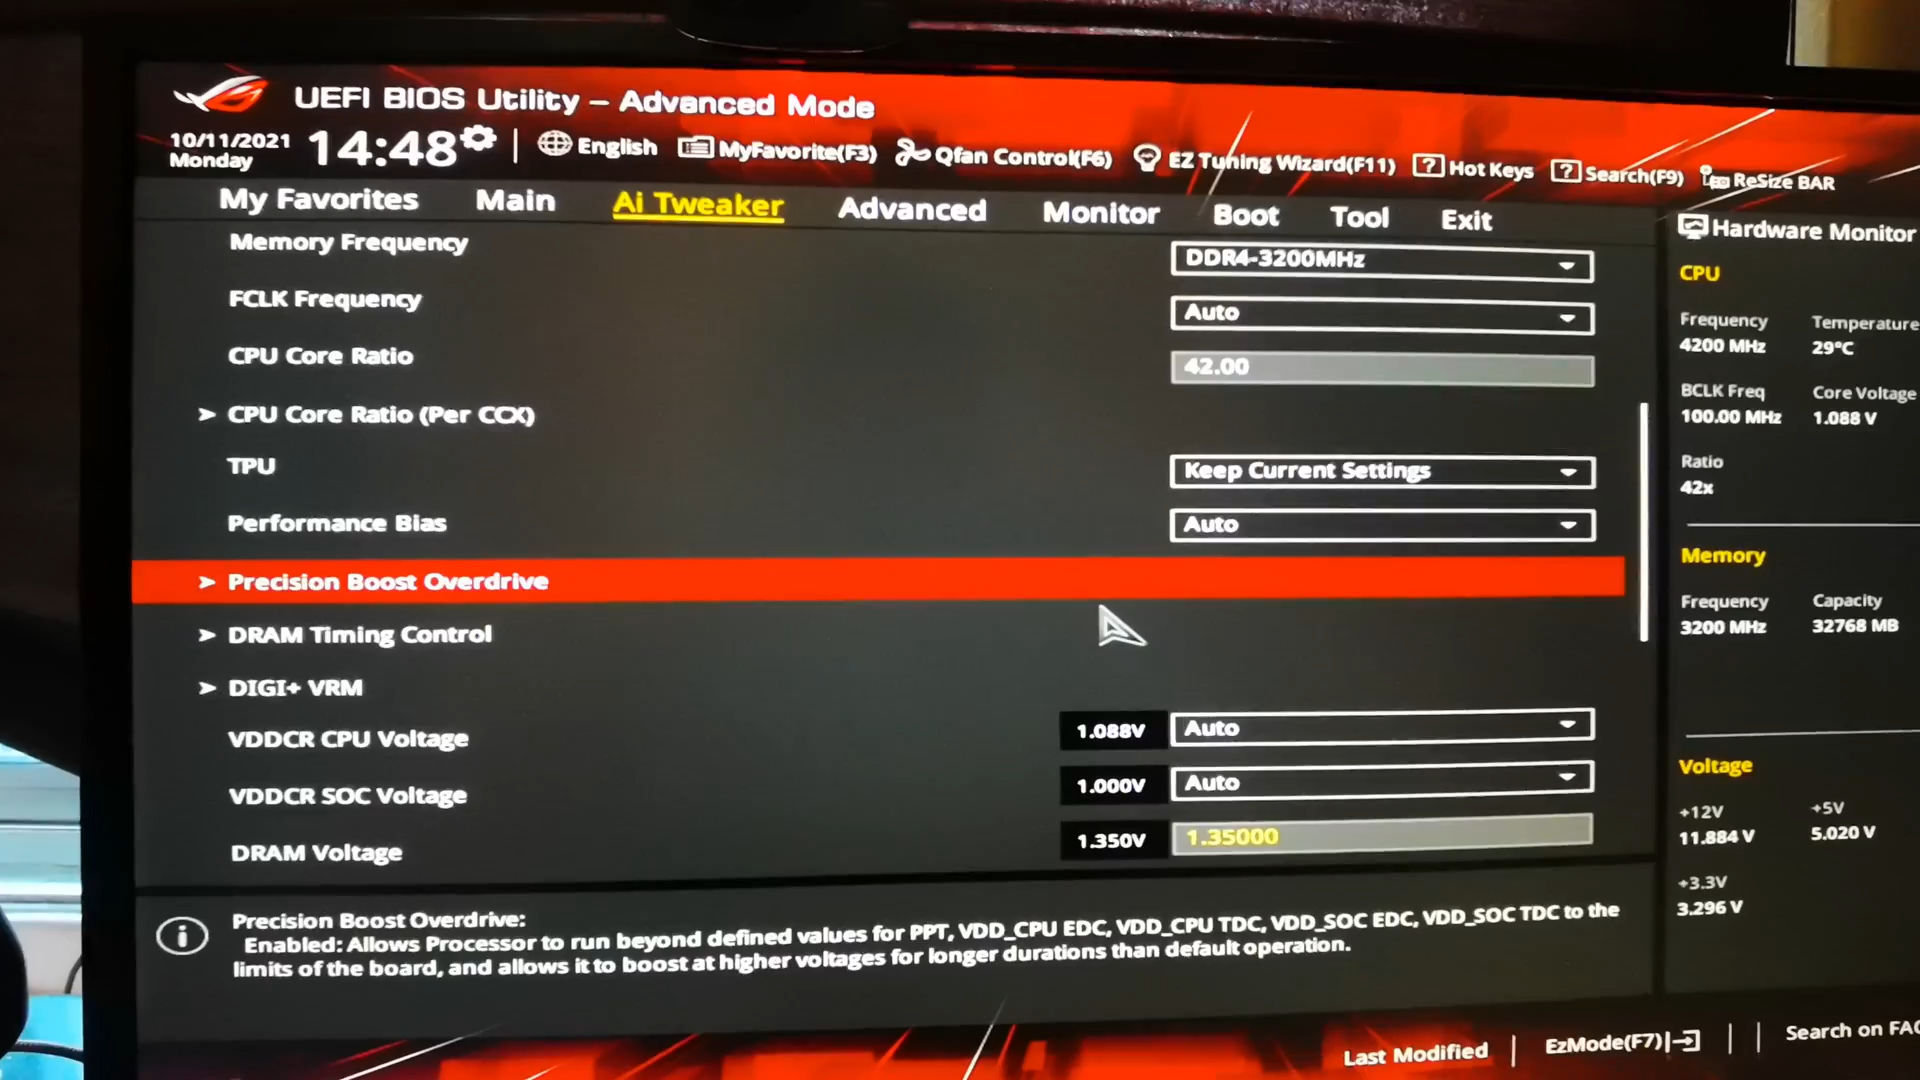 UEFI BIOS Utility – Advanced Mode
10/11/2021
Monday
14:48
English
MyFavorite(F3)
Qfan Control(F6)
EZ Tuning Wizard(F11)
Hot Keys
Search(F9)
ReSize BAR
My Favorites
Main
Ai Tweaker
Advanced
Monitor
Boot
Tool
Exit
Memory Frequency
DDR4-3200MHz
FCLK Frequency
Auto
CPU Core Ratio
42.00
> CPU Core Ratio (Per CCX)
TPU
Keep Current Settings
Performance Bias
Auto
> Precision Boost Overdrive
> DRAM Timing Control
> DIGI+ VRM
VDDCR CPU Voltage
1.088V
Auto
VDDCR SOC Voltage
1.000V
Auto
DRAM Voltage
1.350V
1.35000
Precision Boost Overdrive:
Enabled: Allows Processor to run beyond defined values for PPT, VDD_CPU EDC, VDD_CPU TDC, VDD_SOC EDC, VDD_SOC TDC to the
limits of the board, and allows it to boost at higher voltages for longer durations than default operation.
Hardware Monitor
CPU
Frequency Temperature
4200 MHz 29°C
BCLK Freq Core Voltage
100.00 MHz 1.088 V
Ratio
42x
Memory
Frequency Capacity
3200 MHz 32768 MB
Voltage
+12V +5V
11.884 V 5.020 V
+3.3V
3.296 V
Last Modified
EzMode(F7)
Search on FAQ